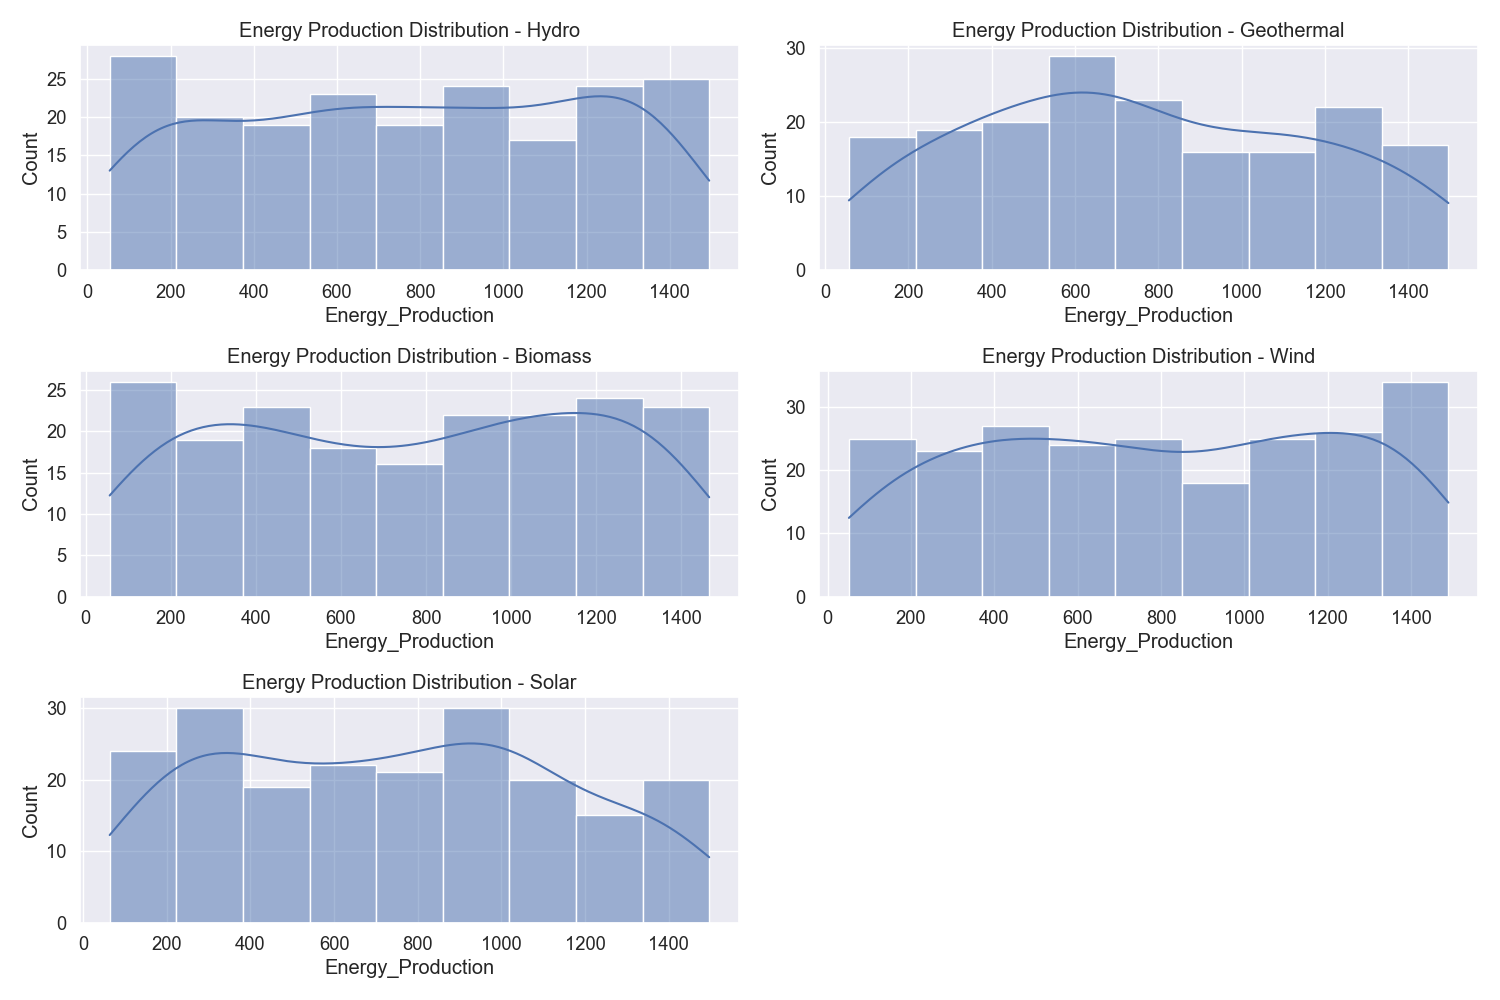 Energy Production Distribution - Hydro
Count
25
20
15
10
5
0
0 200 400 600 800 1000 1200 1400
Energy_Production
Energy Production Distribution - Geothermal
Count
30
20
10
0
0 200 400 600 800 1000 1200 1400
Energy_Production
Energy Production Distribution - Biomass
Count
25
20
15
10
5
0
0 200 400 600 800 1000 1200 1400
Energy_Production
Energy Production Distribution - Wind
Count
30
20
10
0
0 200 400 600 800 1000 1200 1400
Energy_Production
Energy Production Distribution - Solar
Count
30
20
10
0
0 200 400 600 800 1000 1200 1400
Energy_Production